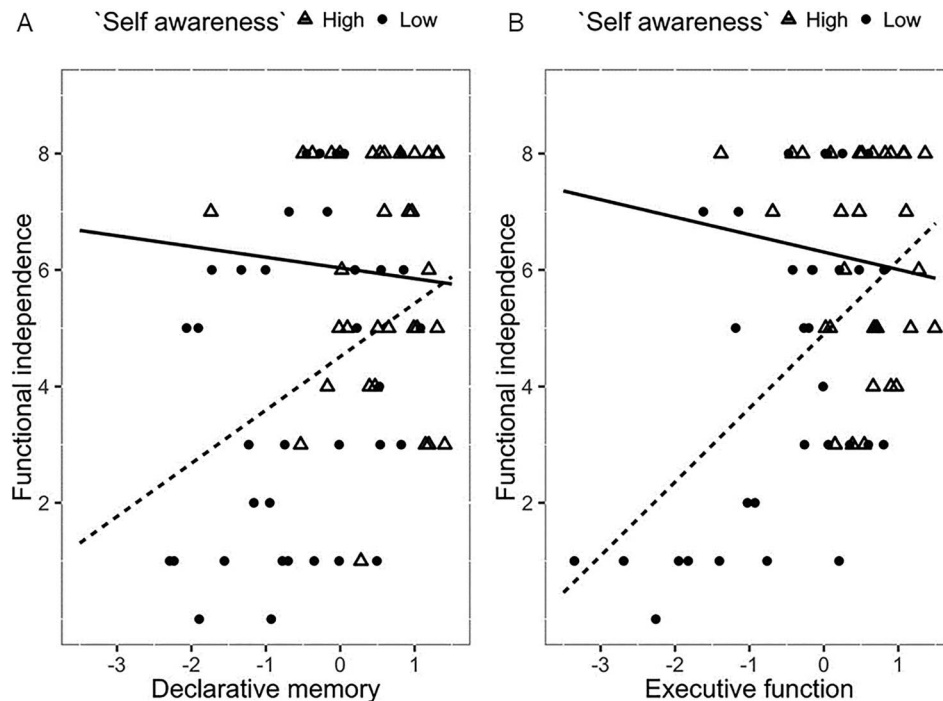 A `Self awareness` High Low
Functional independence
8
6
4
2
-3 -2 -1 0 1
Declarative memory
B `Self awareness` High Low
Functional independence
8
6
4
2
-3 -2 -1 0 1
Executive function